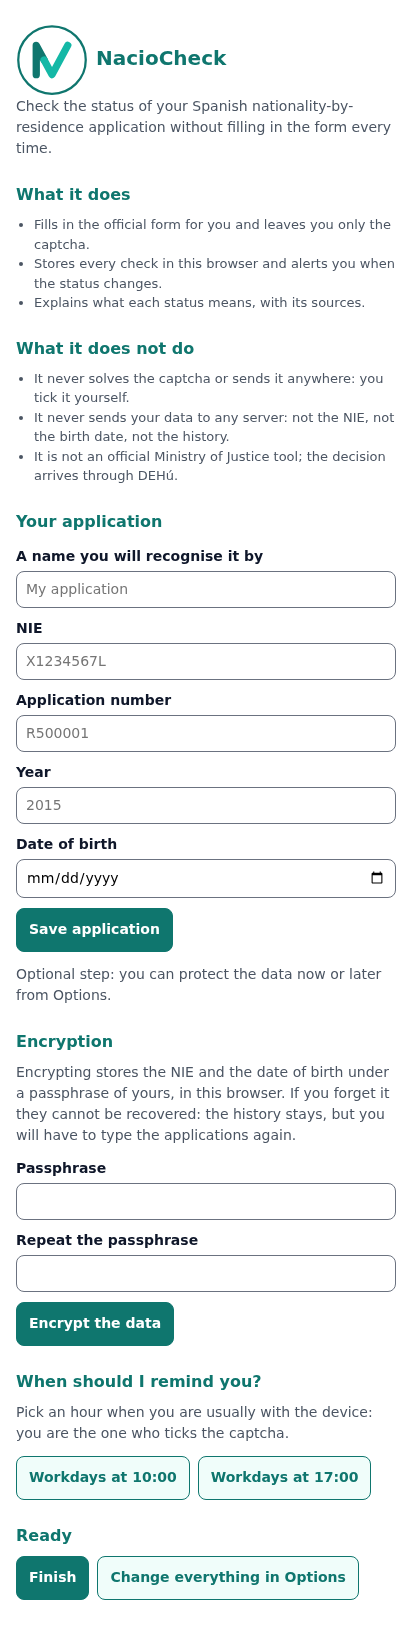 NacioCheck
Check the status of your Spanish nationality-by-
residence application without filling in the form every
time.
What it does
• Fills in the official form for you and leaves you only the
captcha.
• Stores every check in this browser and alerts you when
the status changes.
• Explains what each status means, with its sources.
What it does not do
• It never solves the captcha or sends it anywhere: you
tick it yourself.
• It never sends your data to any server: not the NIE, not
the birth date, not the history.
• It is not an official Ministry of Justice tool; the decision
arrives through DEHú.
Your application
A name you will recognise it by
My application
NIE
X1234567L
Application number
R500001
Year
2015
Date of birth
mm/dd/yyyy
Save application
Optional step: you can protect the data now or later
from Options.
Encryption
Encrypting stores the NIE and the date of birth under
a passphrase of yours, in this browser. If you forget it
they cannot be recovered: the history stays, but you
will have to type the applications again.
Passphrase
Repeat the passphrase
Encrypt the data
When should I remind you?
Pick an hour when you are usually with the device:
you are the one who ticks the captcha.
Workdays at 10:00 Workdays at 17:00
Ready
Finish Change everything in Options